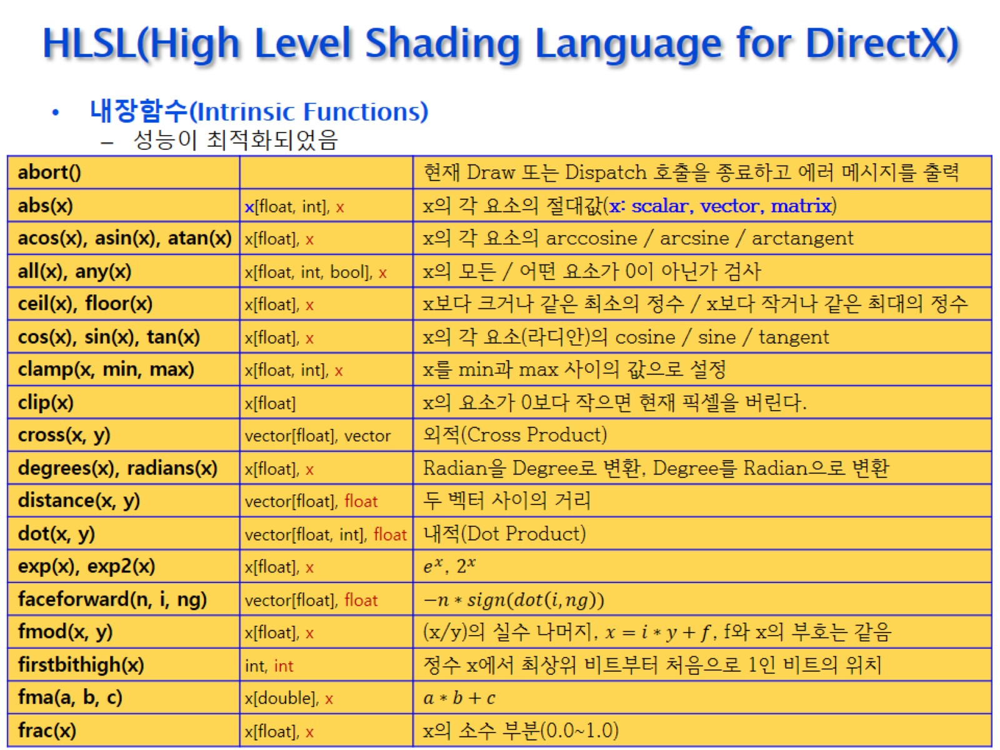 HLSL(High Level Shading Language for DirectX)
• 내장함수(Intrinsic Functions)
– 성능이 최적화되었음
abort() 현재 Draw 또는 Dispatch 호출을 종료하고 에러 메시지를 출력
abs(x) x[float, int], x x의 각 요소의 절대값(x: scalar, vector, matrix)
acos(x), asin(x), atan(x) x[float], x x의 각 요소의 arccosine / arcsine / arctangent
all(x), any(x) x[float, int, bool], x x의 모든 / 어떤 요소가 0이 아닌가 검사
ceil(x), floor(x) x[float], x x보다 크거나 같은 최소의 정수 / x보다 작거나 같은 최대의 정수
cos(x), sin(x), tan(x) x[float], x x의 각 요소(라디안)의 cosine / sine / tangent
clamp(x, min, max) x[float, int], x x를 min과 max 사이의 값으로 설정
clip(x) x[float] x의 요소가 0보다 작으면 현재 픽셀을 버린다.
cross(x, y) vector[float], vector 외적(Cross Product)
degrees(x), radians(x) x[float], x Radian을 Degree로 변환, Degree를 Radian으로 변환
distance(x, y) vector[float], float 두 벡터 사이의 거리
dot(x, y) vector[float, int], float 내적(Dot Product)
exp(x), exp2(x) x[float], x eˣ, 2ˣ
faceforward(n, i, ng) vector[float], float −n * sign(dot(i, ng))
fmod(x, y) x[float], x (x/y)의 실수 나머지, x = i * y + f, f와 x의 부호는 같음
firstbithigh(x) int, int 정수 x에서 최상위 비트부터 처음으로 1인 비트의 위치
fma(a, b, c) x[double], x a * b + c
frac(x) x[float], x x의 소수 부분(0.0~1.0)